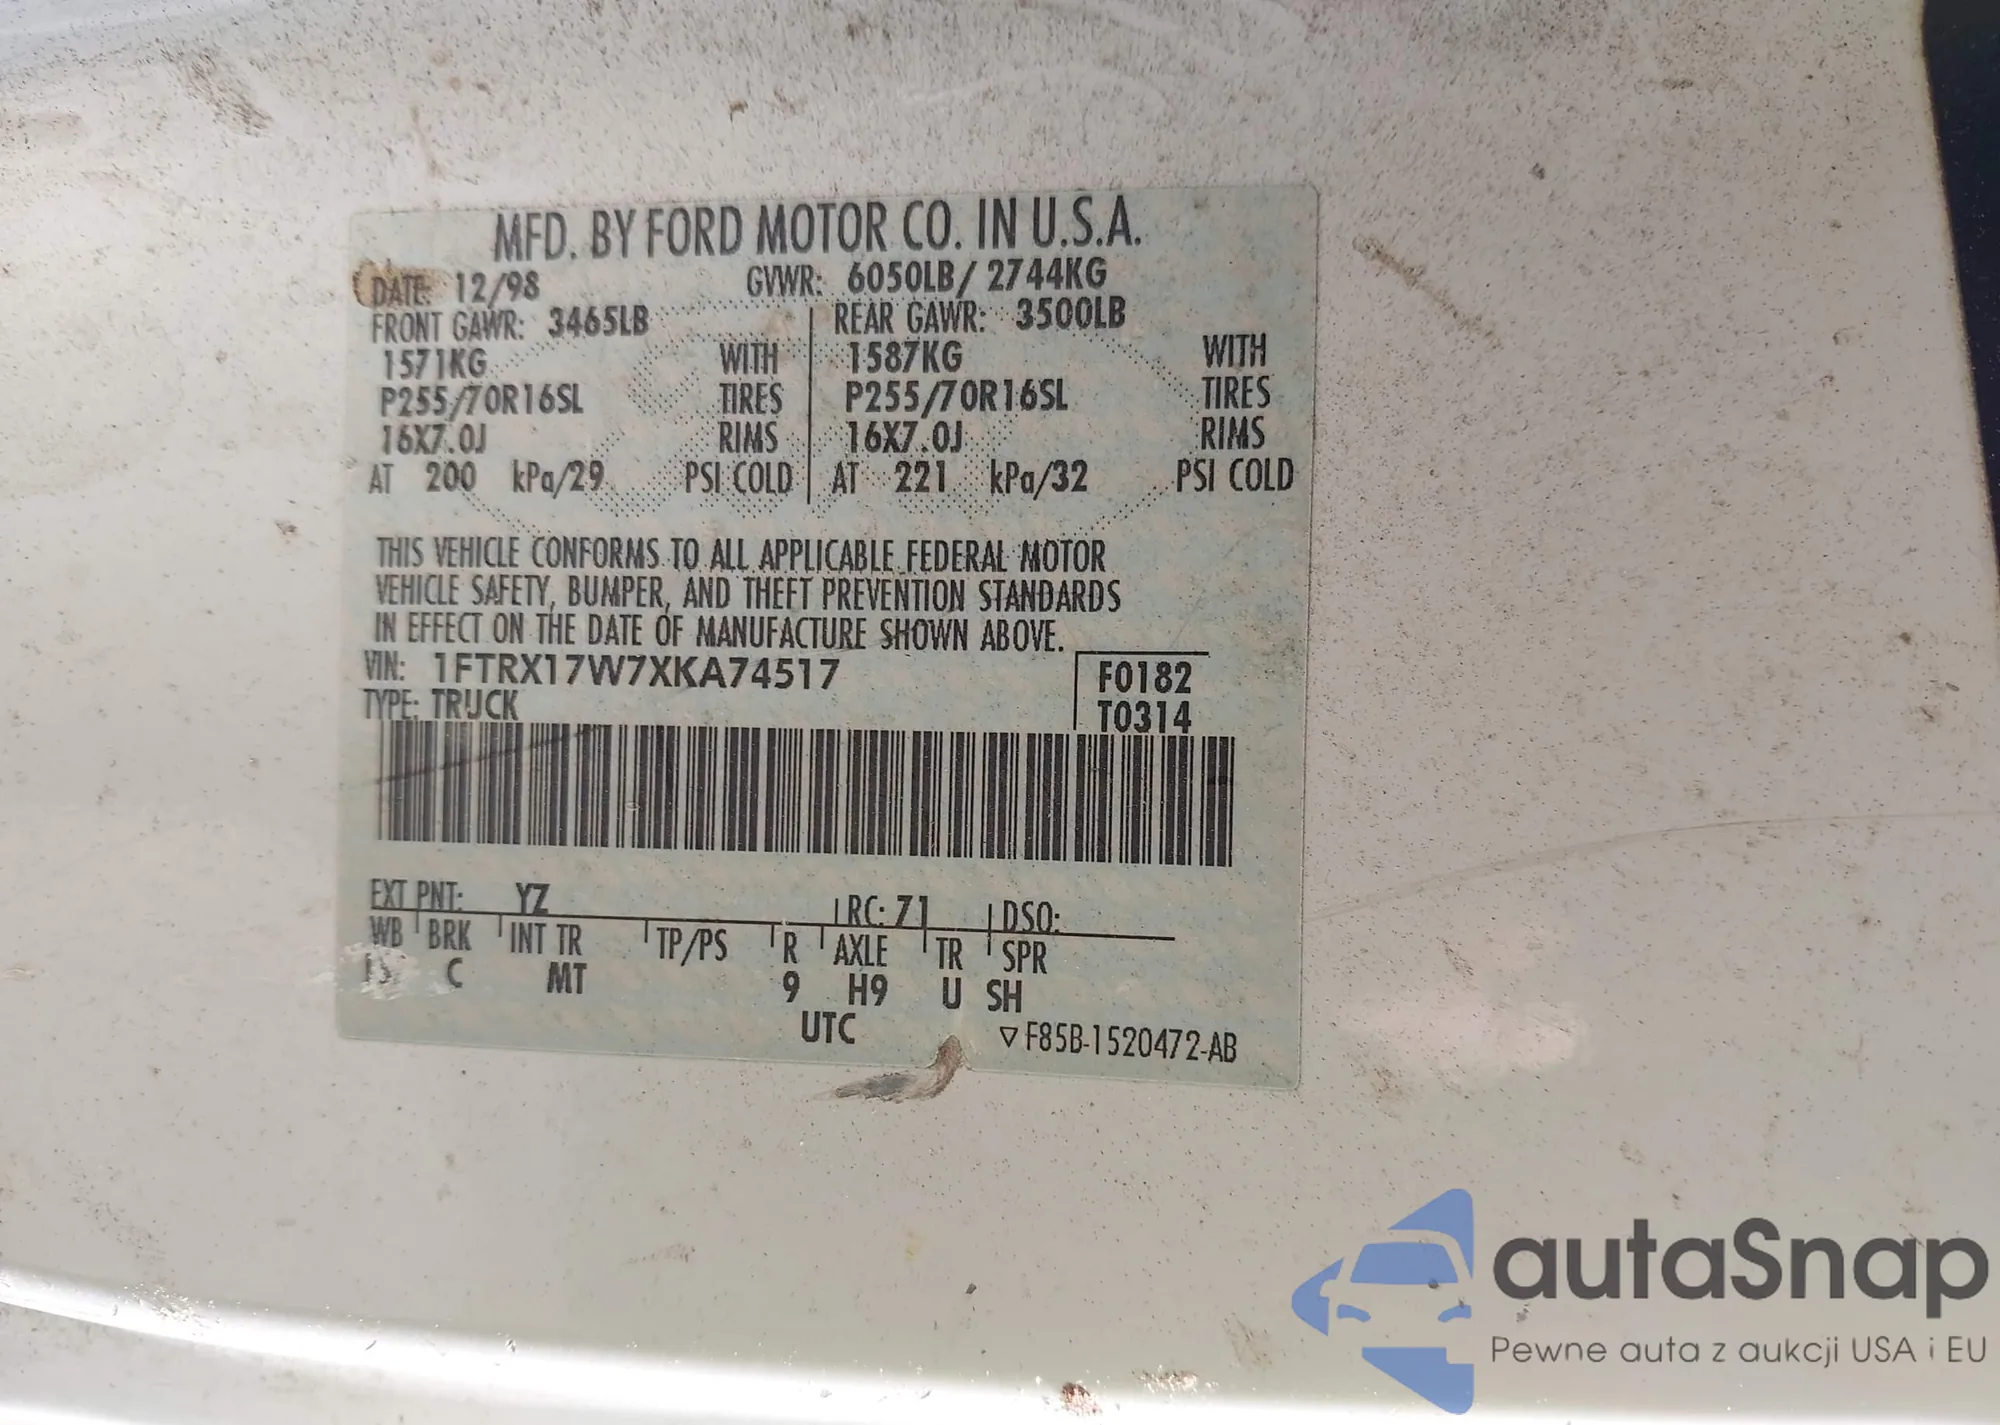 MFD. BY FORD MOTOR CO. IN U.S.A.
DATE: 12/98 GVWR: 6050LB/ 2744KG
FRONT GAWR: 3465LB REAR GAWR: 3500LB
1571KG WITH 1587KG WITH
P255/70R16SL TIRES P255/70R16SL TIRES
16X7.0J RIMS 16X7.0J RIMS
AT 200 kPa/29 PSI COLD AT 221 kPa/32 PSI COLD
THIS VEHICLE CONFORMS TO ALL APPLICABLE FEDERAL MOTOR
VEHICLE SAFETY, BUMPER, AND THEFT PREVENTION STANDARDS
IN EFFECT ON THE DATE OF MANUFACTURE SHOWN ABOVE.
VIN: 1FTRX17W7XKA74517 F0182
TYPE: TRUCK T0314
EXT PNT: YZ RC: 71 DSO:
WB BRK INT TR TP/PS R AXLE TR SPR
C MT 9 H9 U SH
UTC ▽ F85B-1520472-AB
autaSnap
Pewne auta z aukcji USA i EU